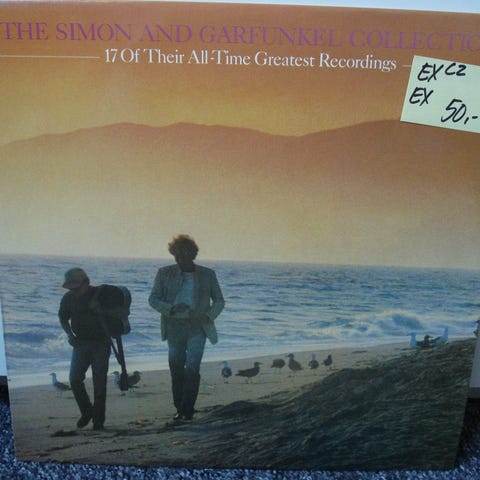 THE SIMON AND GARFUNKEL COLLECTIO
17 Of Their All-Time Greatest Recordings
EX C2
EX 50,-